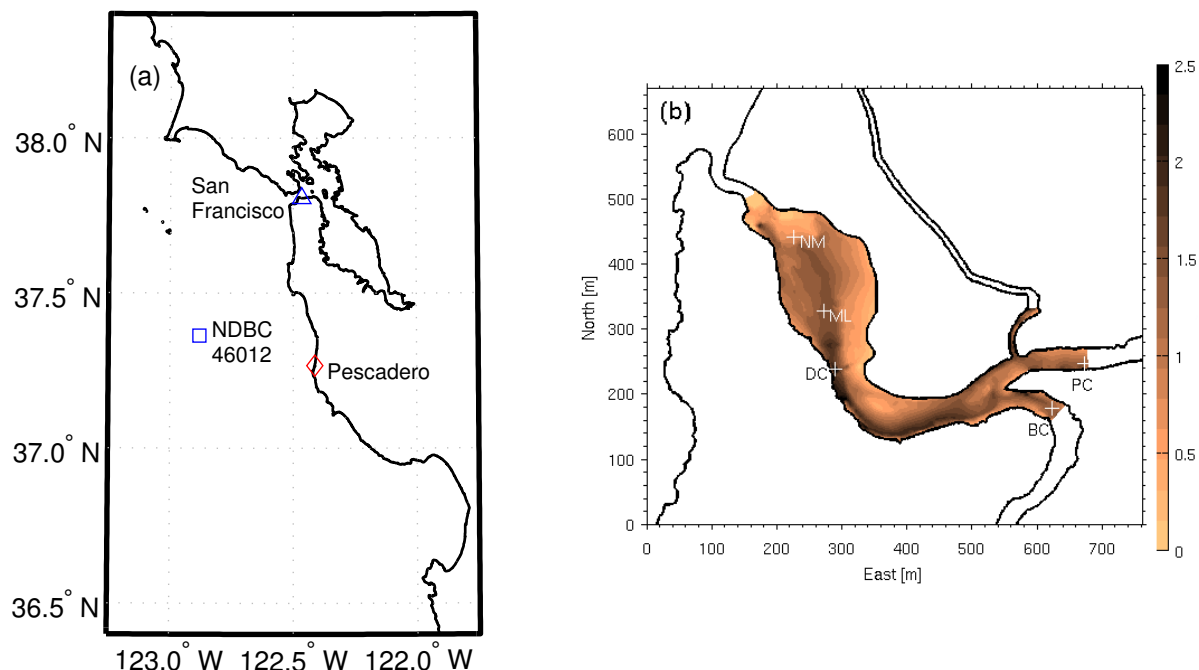 (a)
38.0° N
37.5° N
37.0° N
36.5° N
123.0° W
122.5° W
122.0° W
San
Francisco
NDBC
46012
Pescadero
(b)
600
500
400
300
200
100
0
North [m]
0
100
200
300
400
500
600
700
East [m]
NM
ML
DC
PC
BC
2.5
2
1.5
1
0.5
0